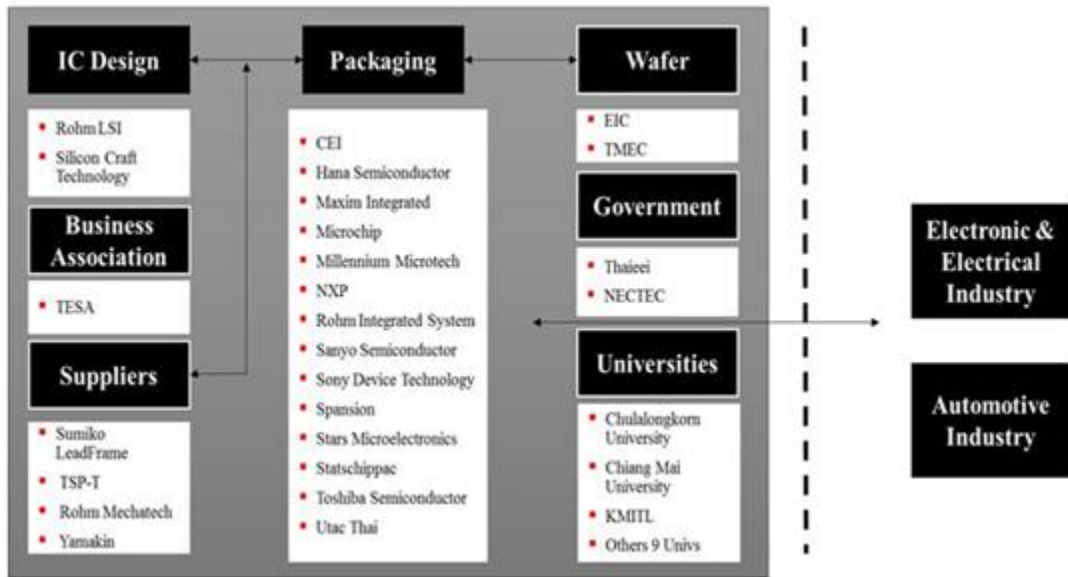 IC Design
Rohm LSI
Silicon Craft
Technology
Business
Association
TESA
Suppliers
Sumiko
LeadFrame
TSP-T
Rohm Mechatech
Yamakin
Packaging
CEI
Hana Semiconductor
Maxim Integrated
Microchip
Millennium Microtech
NXP
Rohm Integrated System
Sanyo Semiconductor
Sony Device Technology
Spansion
Stars Microelectronics
Statschippac
Toshiba Semiconductor
Utac Thai
Wafer
EIC
TMEC
Government
Thaieei
NECTEC
Universities
Chulalongkorn
University
Chiang Mai
University
KMITL
Others 9 Univs
Electronic &
Electrical
Industry
Automotive
Industry